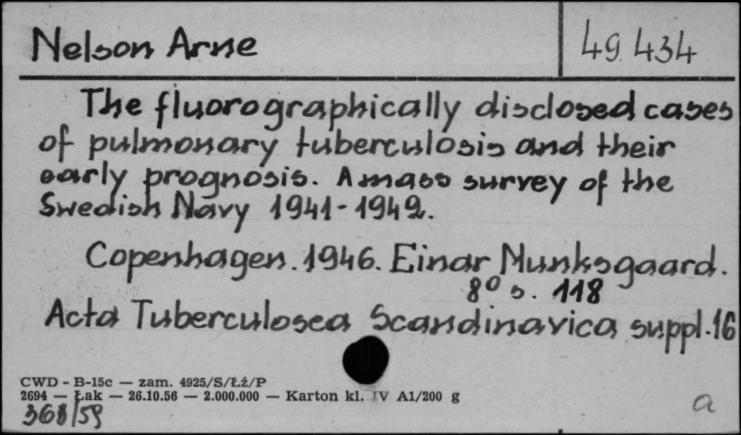 Nelson Arne
49.434
The fluorographically disclosed cases
of pulmonary tuberculosis and their
early prognosis. A mass survey of the
Swedish Navy 1941-1942.
Copenhagen. 1946. Einar Munksgaard.
8° s. 118
Acta Tuberculosea Scandinavica suppl. 16
CWD - B-15c — zam. 4925/S/Łż/P
2694 — Łak — 26.10.56 — 2.000.000 — Karton kl. IV A1/200 g
368/59
a